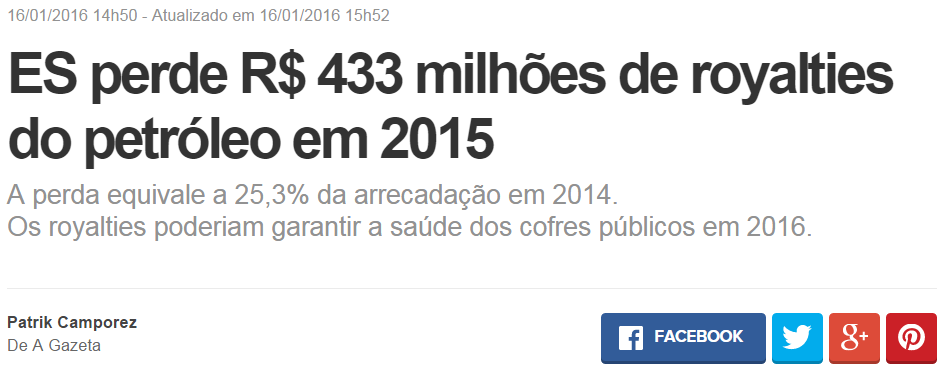 16/01/2016 14h50 - Atualizado em 16/01/2016 15h52
ES perde R$ 433 milhões de royalties
do petróleo em 2015
A perda equivale a 25,3% da arrecadação em 2014.
Os royalties poderiam garantir a saúde dos cofres públicos em 2016.
Patrik Camporez
De A Gazeta
FACEBOOK